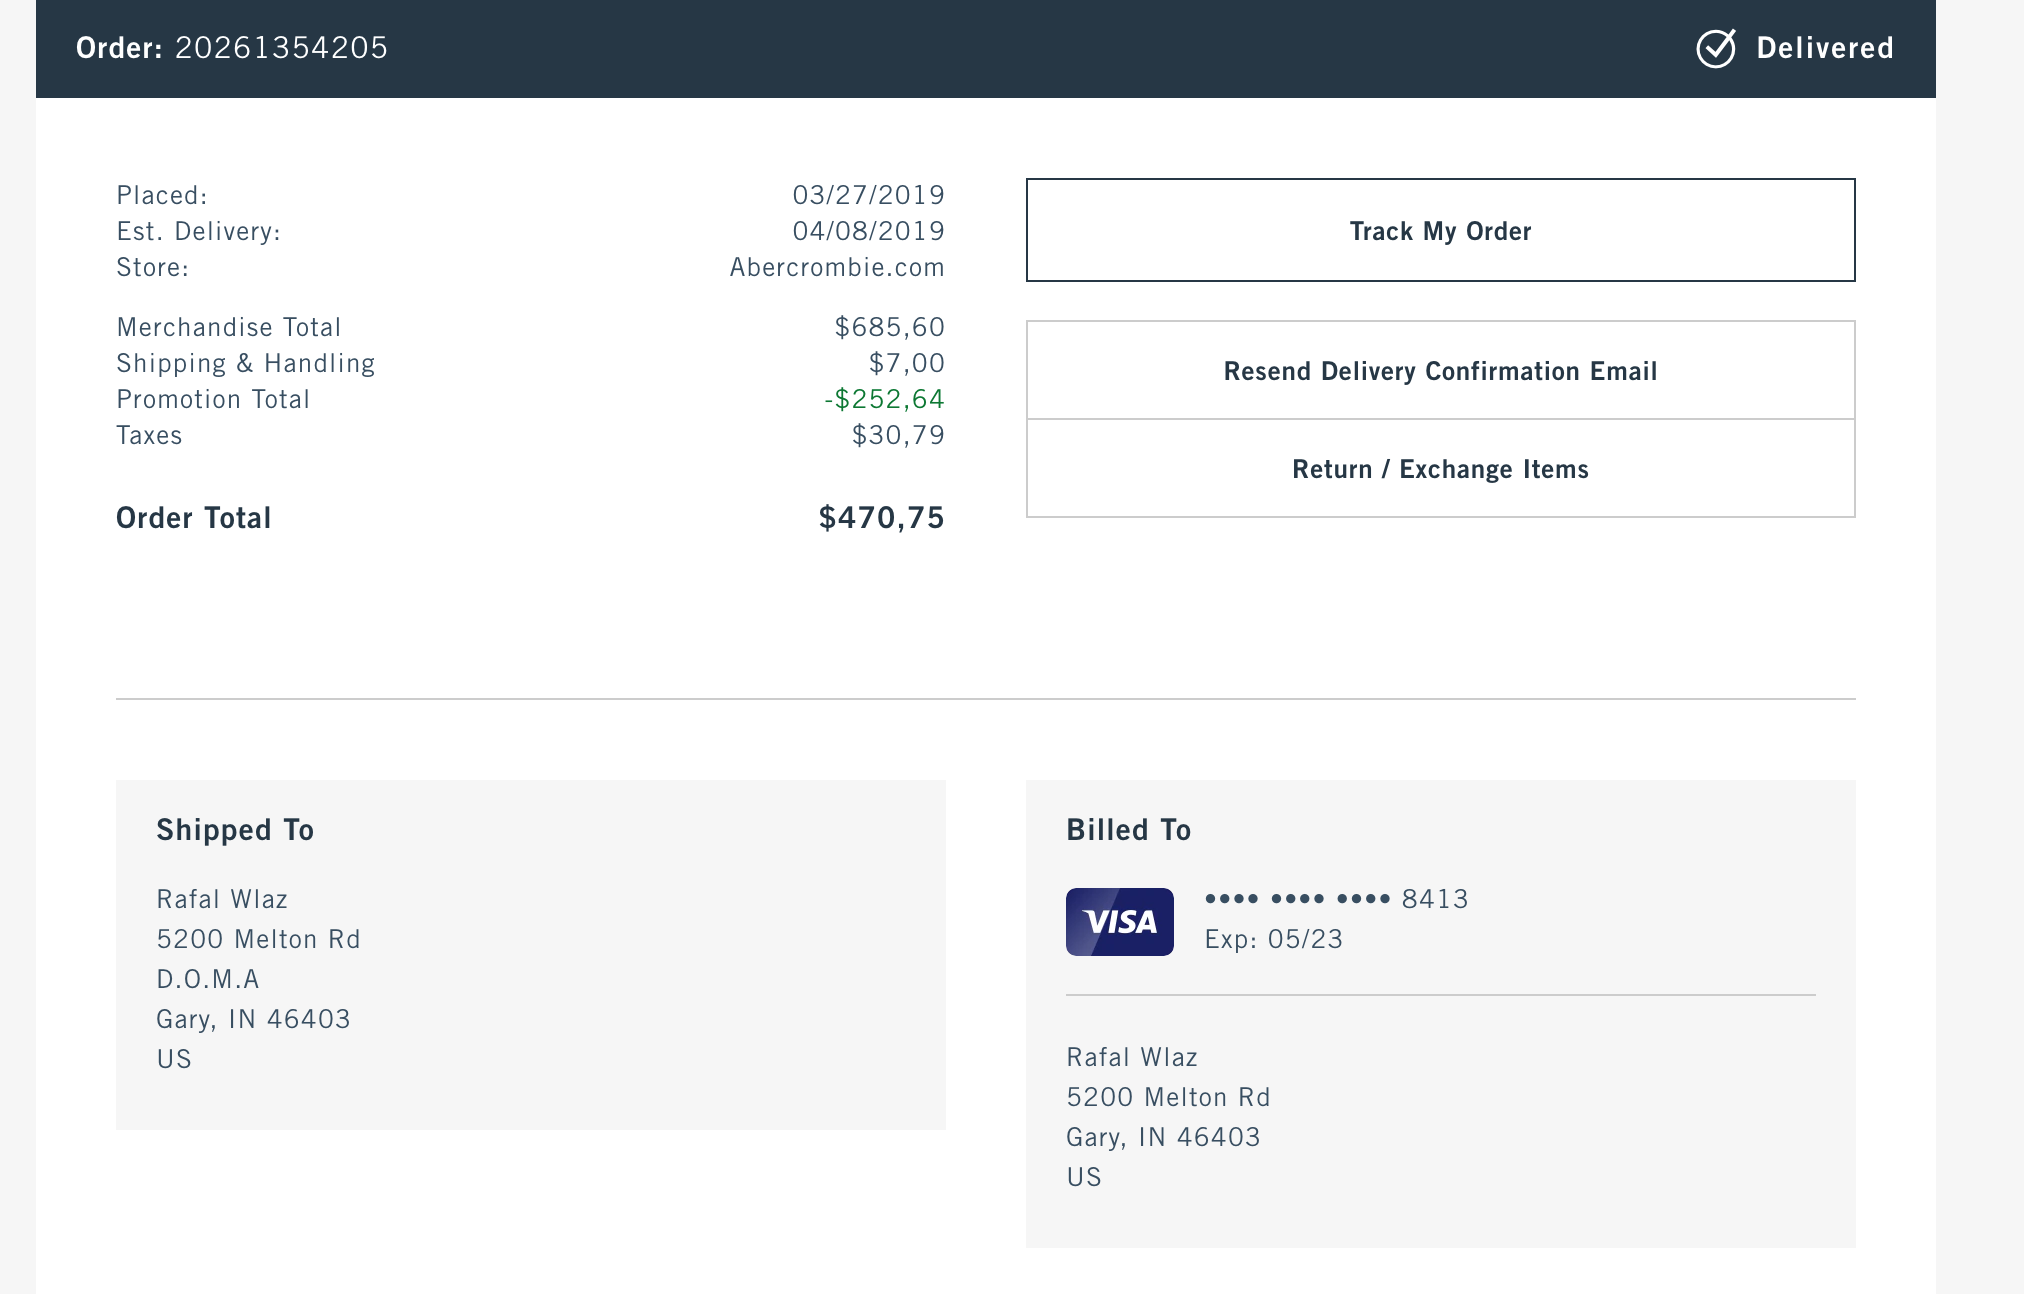 Order: 20261354205
Delivered
Placed: 03/27/2019
Est. Delivery: 04/08/2019
Store: Abercrombie.com
Merchandise Total $685,60
Shipping & Handling $7,00
Promotion Total -$252,64
Taxes $30,79
Order Total $470,75
Track My Order
Resend Delivery Confirmation Email
Return / Exchange Items
Shipped To
Rafal Wlaz
5200 Melton Rd
D.O.M.A
Gary, IN 46403
US
Billed To
VISA
•••• •••• •••• 8413
Exp: 05/23
Rafal Wlaz
5200 Melton Rd
Gary, IN 46403
US